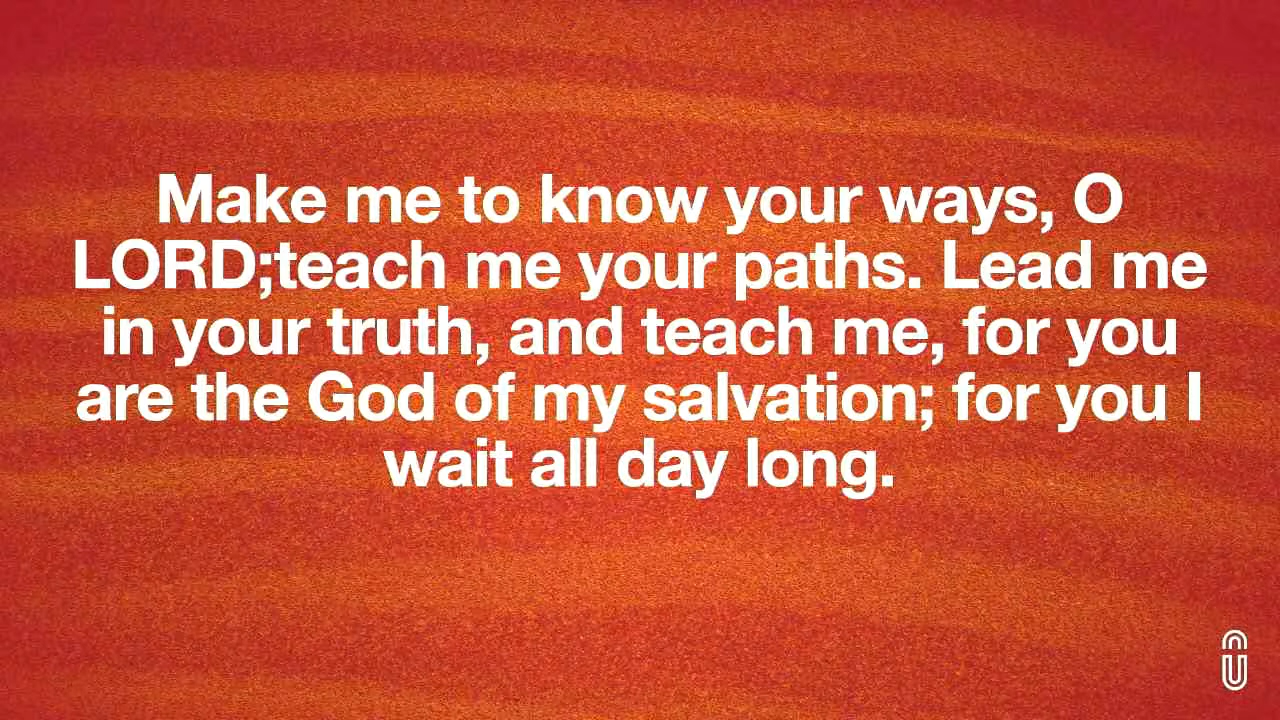 Make me to know your ways, O
LORD;teach me your paths. Lead me
in your truth, and teach me, for you
are the God of my salvation; for you I
wait all day long.